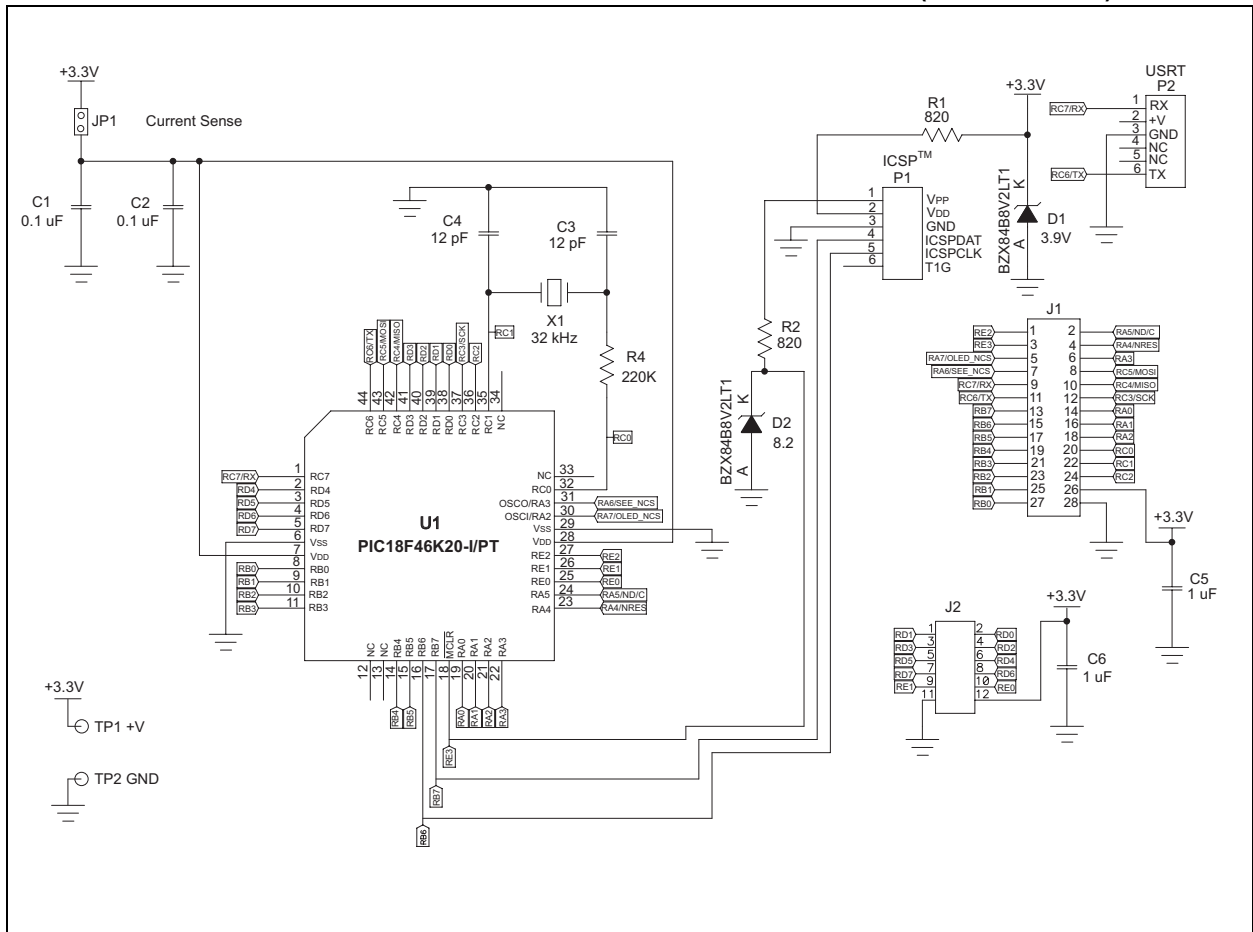 +3.3V
JP1
Current Sense
C1
0.1 uF
C2
0.1 uF
C4
12 pF
C3
12 pF
X1
32 kHz
R4
220K
RC1
RC0
RC6/TX
RC5/MOSI
RC4/MISO
RD3
RD2
RD1
RD0
RC3/SCK
RC2
44
43
42
41
40
39
38
37
36
35
34
RC6
RC5
RC4
RD3
RD2
RD1
RD0
RC3
RC2
RC1
NC
RC7/RX 1 RC7
RD4 2 RD4
RD5 3 RD5
RD6 4 RD6
RD7 5 RD7
6 VSS
7 VDD
RB0 8 RB0
RB1 9 RB1
RB2 10 RB2
RB3 11 RB3
U1
PIC18F46K20-I/PT
NC 33
RC0 32
OSCO/RA3 31 RA6/SEE_NCS
OSCI/RA2 30 RA7/OLED_NCS
VSS 29
VDD 28
RE2 27 RE2
RE1 26 RE1
RE0 25 RE0
RA5 24 RA5/ND/C
RA4 23 RA4/NRES
NC
NC
RB4
RB5
RB6
RB7
MCLR
RA0
RA1
RA2
RA3
12
13
14
15
16
17
18
19
20
21
22
RB4
RB5
RA0
RA1
RA2
RA3
RE3
RB7
RB6
+3.3V
TP1 +V
TP2 GND
R1
820
+3.3V
ICSP™
P1
1 VPP
2 VDD
3 GND
4 ICSPDAT
5 ICSPCLK
6 T1G
BZX84B8V2LT1
K
A
D1
3.9V
R2
820
BZX84B8V2LT1
K
A
D2
8.2
USRT
P2
RC7/RX 1 RX
2 +V
3 GND
4 NC
5 NC
RC6/TX 6 TX
J1
RE2 1 2 RA5/ND/C
RE3 3 4 RA4/NRES
RA7/OLED_NCS 5 6 RA3
RA6/SEE_NCS 7 8 RC5/MOSI
RC7/RX 9 10 RC4/MISO
RC6/TX 11 12 RC3/SCK
RB7 13 14 RA0
RB6 15 16 RA1
RB5 17 18 RA2
RB4 19 20 RC0
RB3 21 22 RC1
RB2 23 24 RC2
RB1 25 26
RB0 27 28
+3.3V
C5
1 uF
J2
RD1 1 2 RD0
RD3 3 4 RD2
RD5 5 6 RD4
RD7 7 8 RD6
RE1 9 10 RE0
11 12
+3.3V
C6
1 uF